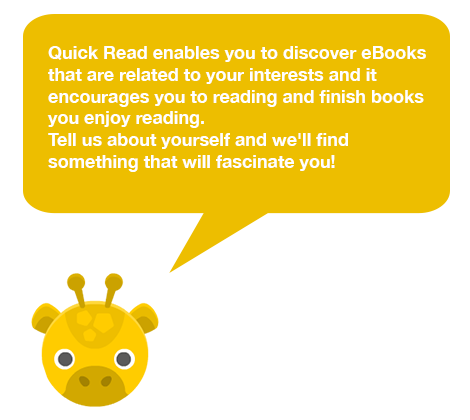 Quick Read enables you to discover eBooks
that are related to your interests and it
encourages you to reading and finish books
you enjoy reading.
Tell us about yourself and we'll find
something that will fascinate you!